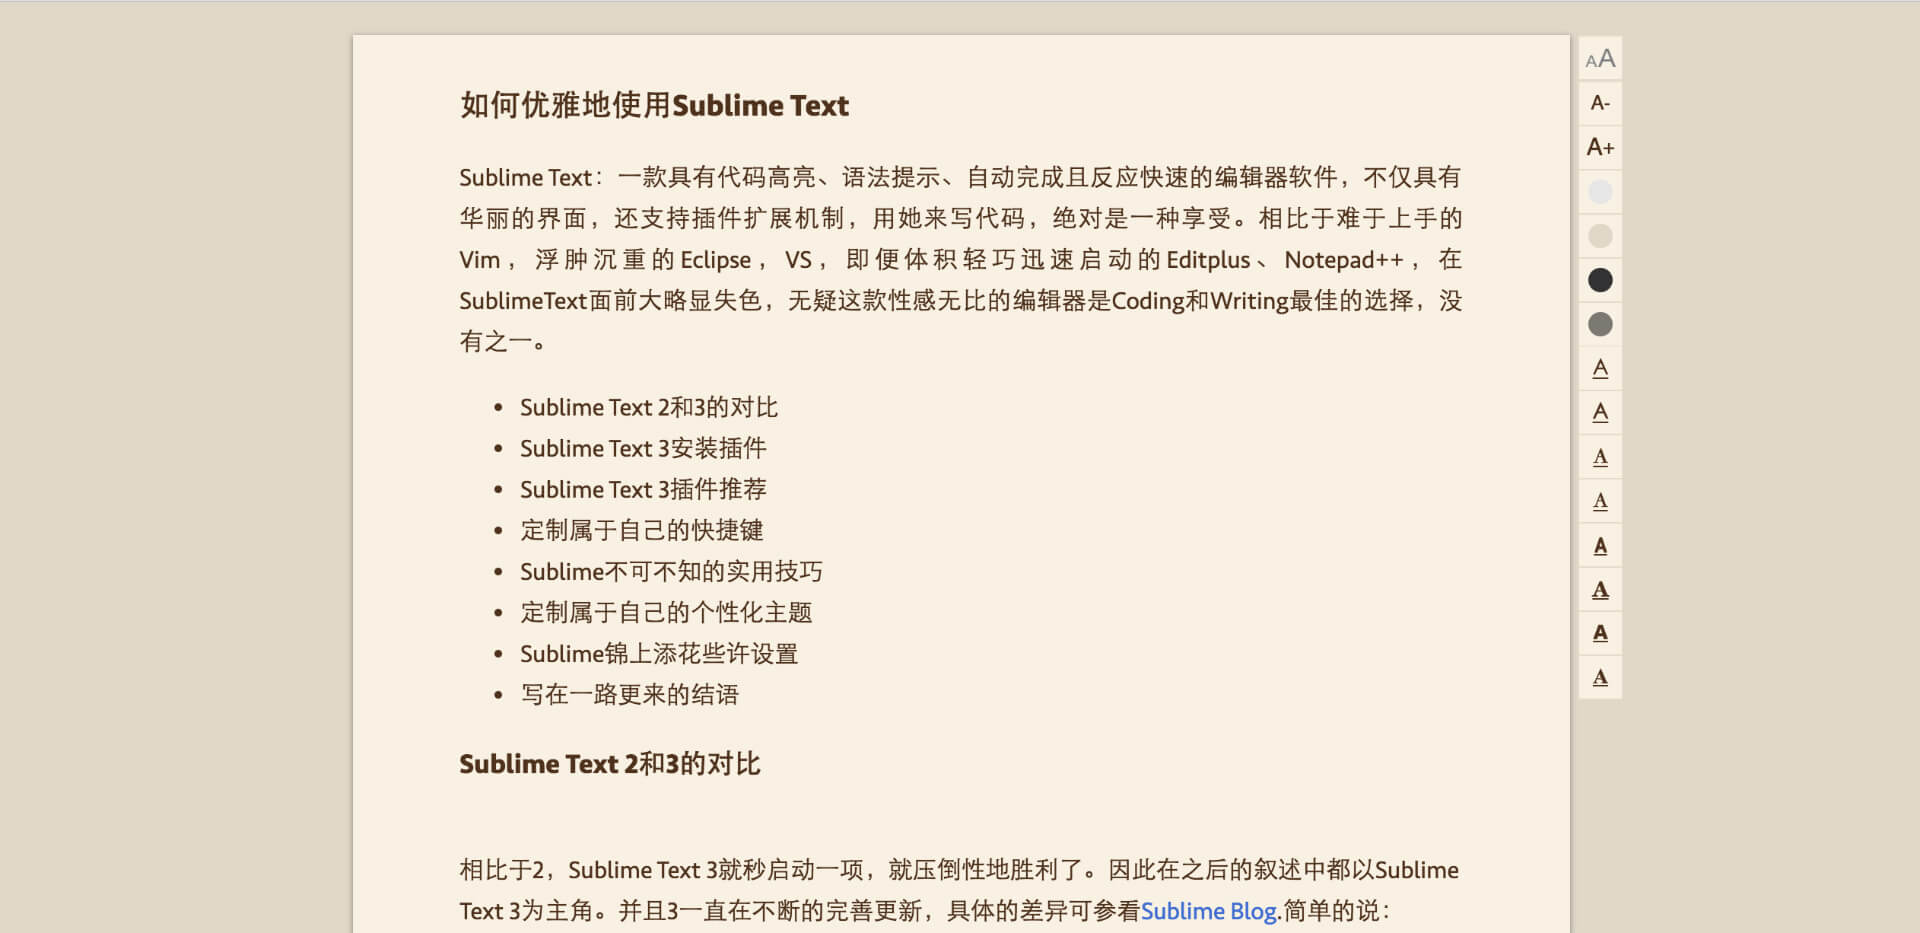 如何优雅地使用Sublime Text
Sublime Text：一款具有代码高亮、语法提示、自动完成且反应快速的编辑器软件，不仅具有
华丽的界面，还支持插件扩展机制，用她来写代码，绝对是一种享受。相比于难于上手的
Vim，浮肿沉重的Eclipse，VS，即便体积轻巧迅速启动的Editplus、Notepad++，在
SublimeText面前大略显失色，无疑这款性感无比的编辑器是Coding和Writing最佳的选择，没
有之一。
Sublime Text 2和3的对比
Sublime Text 3安装插件
Sublime Text 3插件推荐
定制属于自己的快捷键
Sublime不可不知的实用技巧
定制属于自己的个性化主题
Sublime锦上添花些许设置
写在一路更来的结语
Sublime Text 2和3的对比
相比于2，Sublime Text 3就秒启动一项，就压倒性地胜利了。因此在之后的叙述中都以Sublime
Text 3为主角。并且3一直在不断的完善更新，具体的差异可参看Sublime Blog.简单的说：
AA
A-
A+
A
A
A
A
A
A
A
A